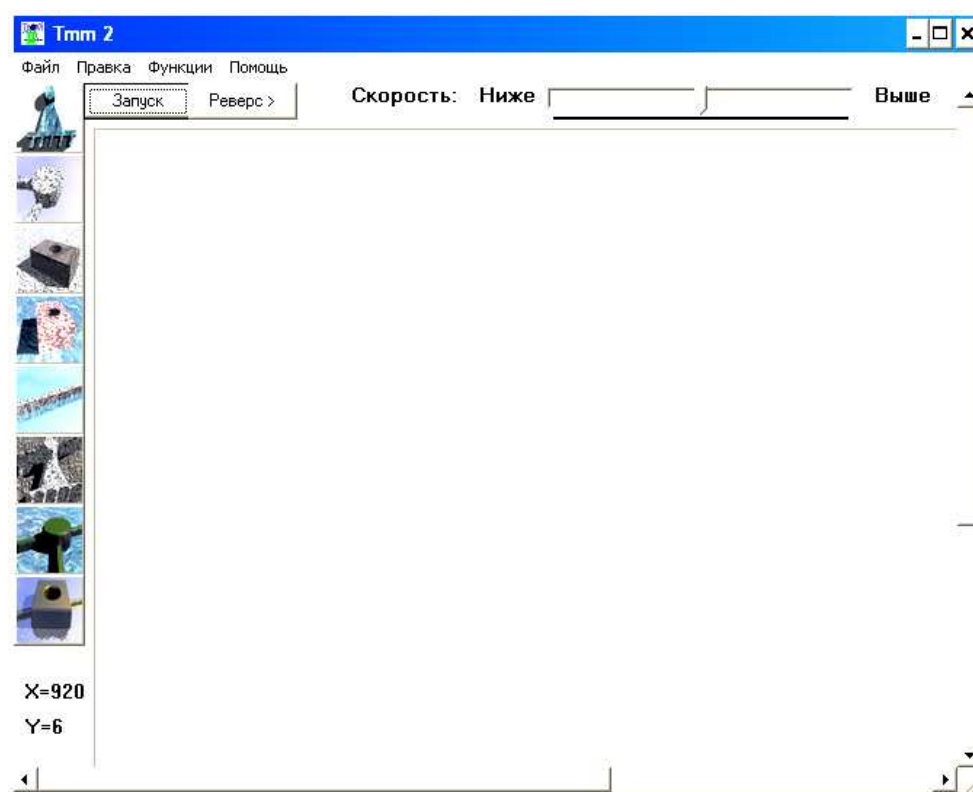 Tmm 2
Файл Правка Функции Помощь
Запуск Реверс > Скорость: Ниже Выше
X=920
Y=6